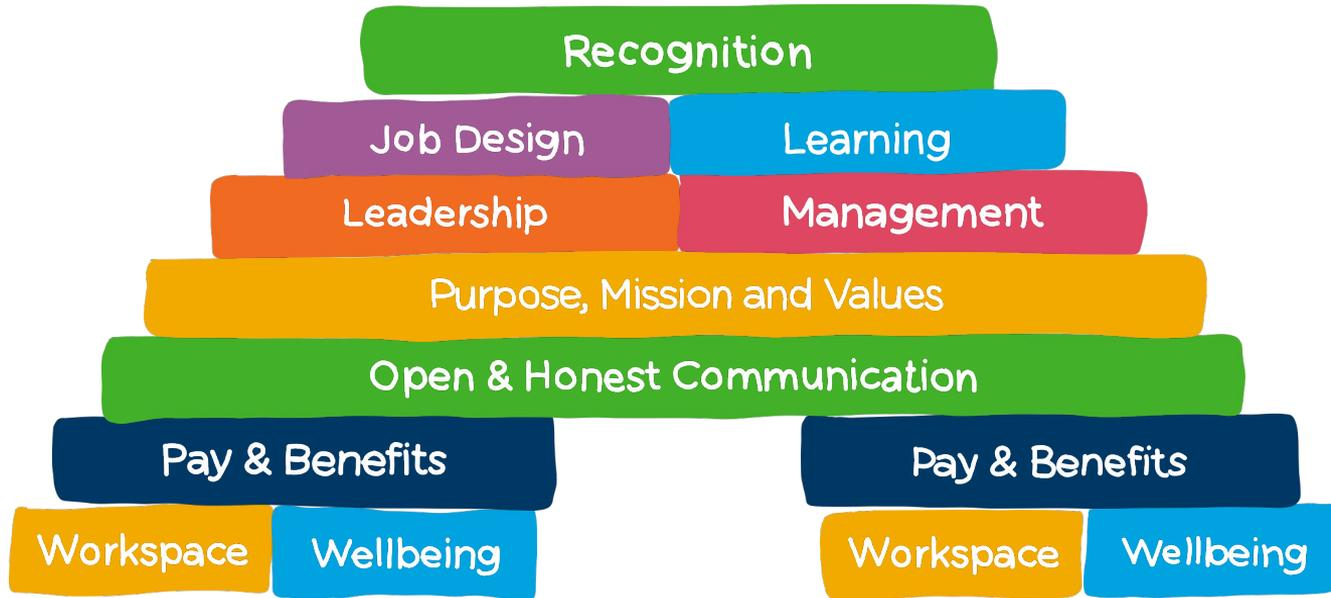 Recognition
Job Design Learning
Leadership Management
Purpose, Mission and Values
Open & Honest Communication
Pay & Benefits Pay & Benefits
Workspace Wellbeing Workspace Wellbeing